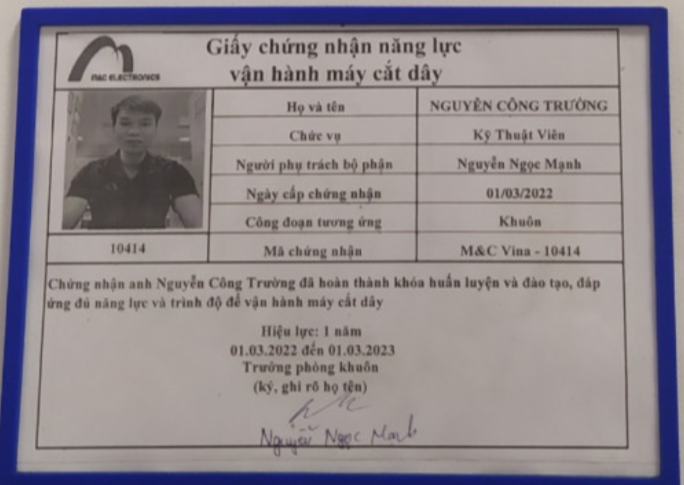 Giấy chứng nhận năng lực
vận hành máy cắt dây
M&C ELECTRONICS
Họ và tên NGUYỄN CÔNG TRƯỜNG
Chức vụ Kỹ Thuật Viên
Người phụ trách bộ phận Nguyễn Ngọc Mạnh
Ngày cấp chứng nhận 01/03/2022
Công đoạn tương ứng Khuôn
10414 Mã chứng nhận M&C Vina - 10414
Chứng nhận anh Nguyễn Công Trường đã hoàn thành khóa huấn luyện và đào tạo, đáp
ứng đủ năng lực và trình độ để vận hành máy cắt dây
Hiệu lực: 1 năm
01.03.2022 đến 01.03.2023
Trưởng phòng khuôn
(ký, ghi rõ họ tên)
Nguyễn Ngọc Mạnh